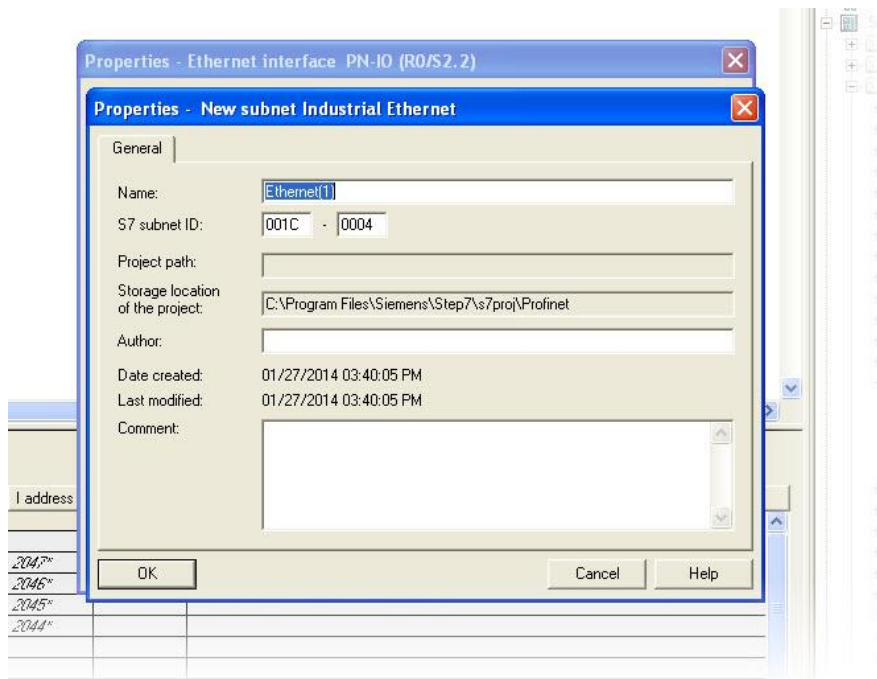 Properties - Ethernet interface PN-IO (R0/S2.2)
Properties - New subnet Industrial Ethernet
General
Name: Ethernet(1)
S7 subnet ID: 001C - 0004
Project path:
Storage location
of the project: C:\Program Files\Siemens\Step7\s7proj\Profinet
Author:
Date created: 01/27/2014 03:40:05 PM
Last modified: 01/27/2014 03:40:05 PM
Comment:
I address
OK Cancel Help
2047*
2046*
2045*
2044*